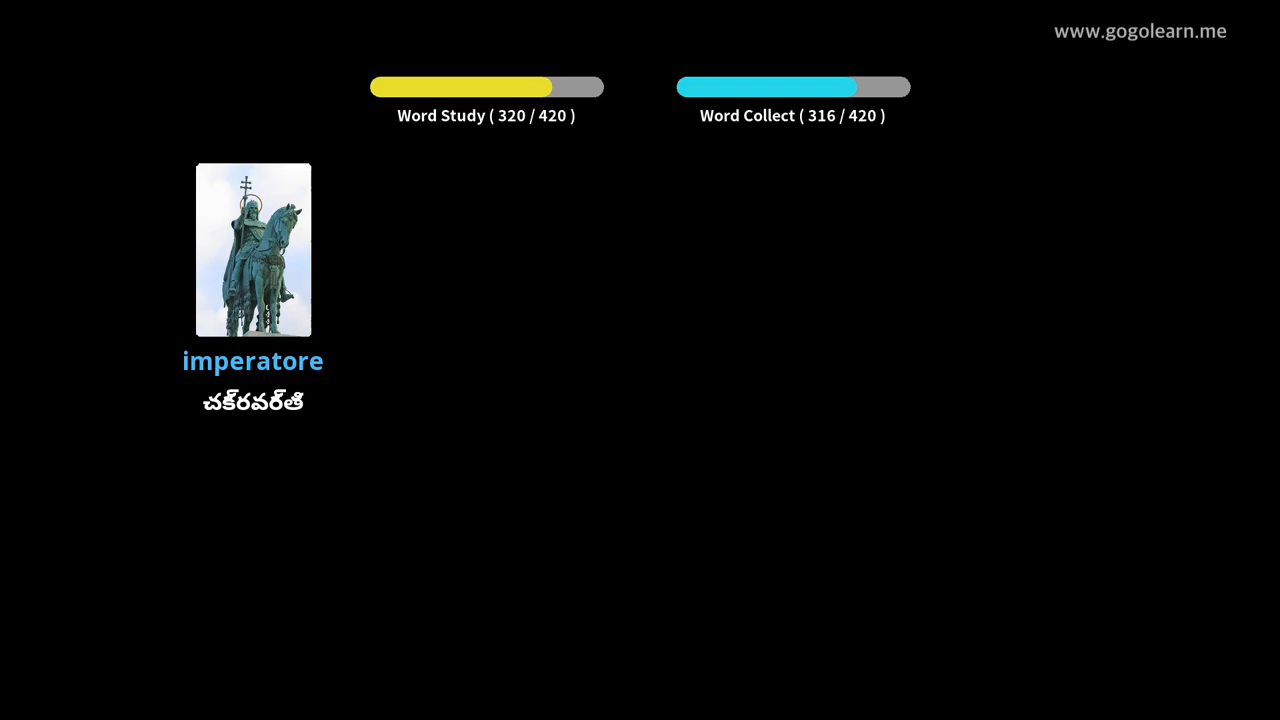 www.gogolearn.me
Word Study ( 320 / 420 )
Word Collect ( 316 / 420 )
imperatore
చక్రవర్తి